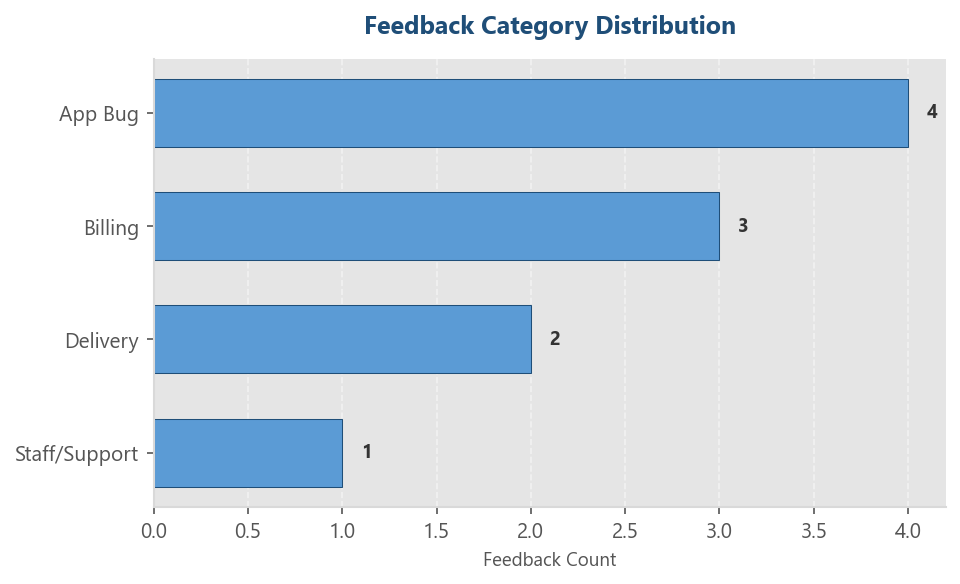 Feedback Category Distribution
App Bug
4
Billing
3
Delivery
2
Staff/Support
1
0.0 0.5 1.0 1.5 2.0 2.5 3.0 3.5 4.0
Feedback Count